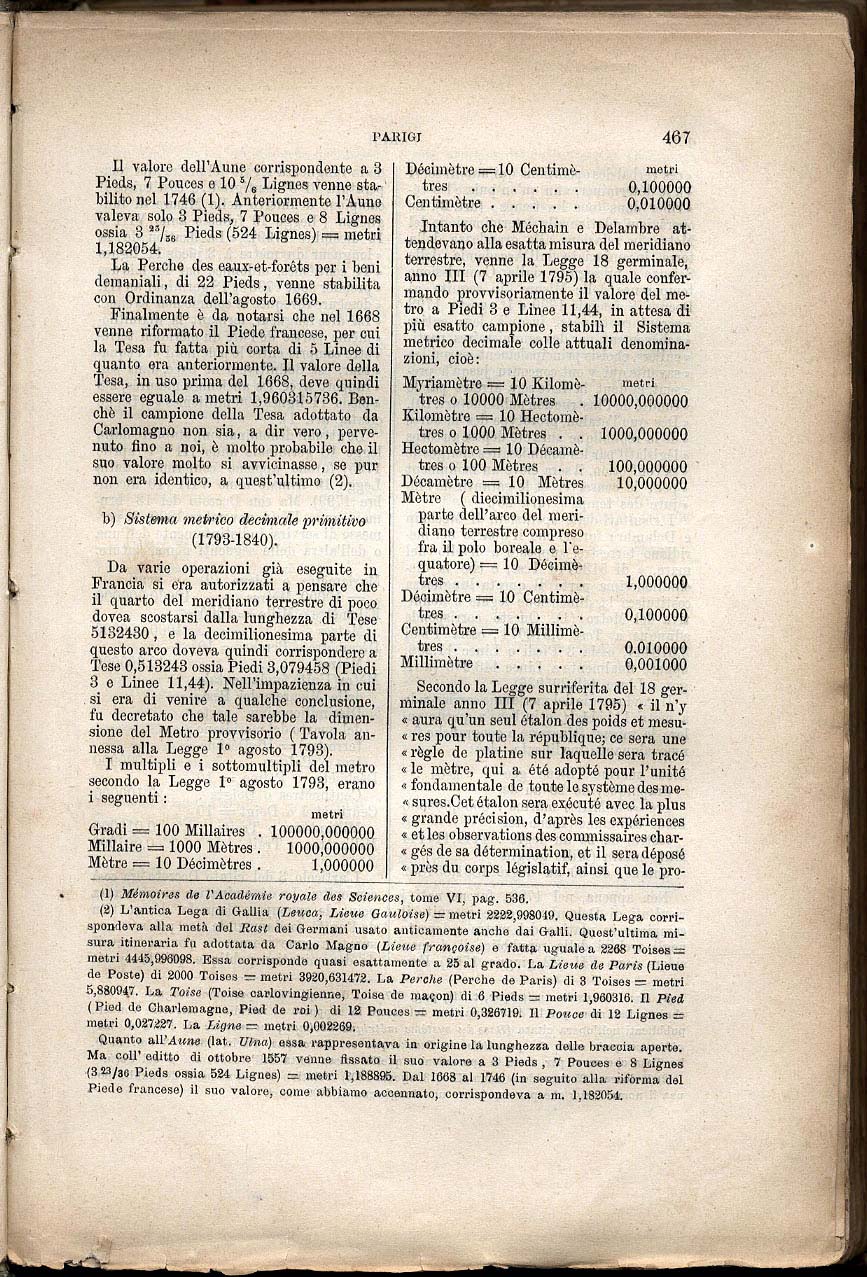 PARIGI 467
Il valore dell'Aune corrispondente a 3
Pieds, 7 Pouces e 10 5/6 Lignes venne sta-
bilito nel 1746 (1). Anteriormente l'Aune
valeva solo 3 Pieds, 7 Pouces e 8 Lignes
ossia 3 23/36 Pieds (524 Lignes) = metri
1,182054.
La Perche des eaux-et-forêts per i beni
demaniali, di 22 Pieds, venne stabilita
con Ordinanza dell'agosto 1669.
Finalmente è da notarsi che nel 1668
venne riformato il Piede francese, per cui
la Tesa fu fatta più corta di 5 Linee di
quanto era anteriormente. Il valore della
Tesa, in uso prima del 1668, deve quindi
essere eguale a metri 1,960315736. Ben-
chè il campione della Tesa adottato da
Carlomagno non sia, a dir vero, perve-
nuto fino a noi, è molto probabile che il
suo valore molto si avvicinasse, se pur
non era identico, a quest'ultimo (2).
b) Sistema metrico decimale primitivo
(1793-1840).
Da varie operazioni già eseguite in
Francia si era autorizzati a pensare che
il quarto del meridiano terrestre di poco
dovea scostarsi dalla lunghezza di Tese
5132430, e la decimilionesima parte di
questo arco doveva quindi corrispondere a
Tese 0,513243 ossia Piedi 3,079458 (Piedi
3 e Linee 11,44). Nell'impazienza in cui
si era di venire a qualche conclusione,
fu decretato che tale sarebbe la dimen-
sione del Metro provvisorio (Tavola an-
nessa alla Legge 1° agosto 1793).
I multipli e i sottomultipli del metro
secondo la Legge 1° agosto 1793, erano
i seguenti:
metri
Gradi = 100 Millaires . 100000,000000
Millaire = 1000 Mètres . 1000,000000
Mètre = 10 Décimètres . 1,000000
Décimètre = 10 Centimè- metri
tres . . . . . . 0,100000
Centimètre . . . . . 0,010000
Intanto che Méchain e Delambre at-
tendevano alla esatta misura del meridiano
terrestre, venne la Legge 18 germinale,
anno III (7 aprile 1795) la quale confer-
mando provvisoriamente il valore del me-
tro a Piedi 3 e Linee 11,44, in attesa di
più esatto campione, stabilì il Sistema
metrico decimale colle attuali denomina-
zioni, cioè:
Myriamètre = 10 Kilomè- metri
tres o 10000 Mètres . 10000,000000
Kilomètre = 10 Hectomè-
tres o 1000 Mètres . . 1000,000000
Hectomètre = 10 Décamè-
tres o 100 Mètres . . 100,000000
Décamètre = 10 Mètres 10,000000
Mètre (diecimilionesima
parte dell'arco del meri-
diano terrestre compreso
fra il polo boreale e l'e-
quatore) = 10 Décimè-
tres . . . . . . . 1,000000
Décimètre = 10 Centimè-
tres . . . . . . . 0,100000
Centimètre = 10 Millimè-
tres . . . . . . . 0.010000
Millimètre . . . . . 0,001000
Secondo la Legge surriferita del 18 ger-
minale anno III (7 aprile 1795) « il n'y
« aura qu'un seul étalon des poids et mesu-
« res pour toute la république; ce sera une
« règle de platine sur laquelle sera tracé
« le mètre, qui a été adopté pour l'unité
« fondamentale de toute le système des me-
« sures.Cet étalon sera exécuté avec la plus
« grande précision, d'après les expériences
« et les observations des commissaires char-
« gés de sa détermination, et il sera déposé
« près du corps législatif, ainsi que le pro-
(1) Mémoires de l'Académie royale des Sciences, tome VI, pag. 536.
(2) L'antica Lega di Gallia (Leuca, Lieue Gauloise) = metri 2222,998049. Questa Lega corri-
spondeva alla metà del Rast dei Germani usato anticamente anche dai Galli. Quest'ultima mi-
sura itineraria fu adottata da Carlo Magno (Lieue françoise) e fatta uguale a 2268 Toises =
metri 4445,996098. Essa corrisponde quasi esattamente a 25 al grado. La Lieue de Paris (Lieue
de Poste) di 2000 Toises = metri 3920,631472. La Perche (Perche de Paris) di 3 Toises = metri
5,880947. La Toise (Toise carlovingienne, Toise de maçon) di 6 Pieds = metri 1,960316. Il Pied
(Pied de Charlemagne, Pied de roi) di 12 Pouces = metri 0,326719. Il Pouce di 12 Lignes =
metri 0,027227. La Ligne = metri 0,002269.
Quanto all'Aune (lat. Ulna) essa rappresentava in origine la lunghezza delle braccia aperte.
Ma coll'editto di ottobre 1557 venne fissato il suo valore a 3 Pieds, 7 Pouces e 8 Lignes
(3 23/36 Pieds ossia 524 Lignes) = metri 1,188895. Dal 1668 al 1746 (in seguito alla riforma del
Piede francese) il suo valore, come abbiamo accennato, corrispondeva a m. 1,182054.